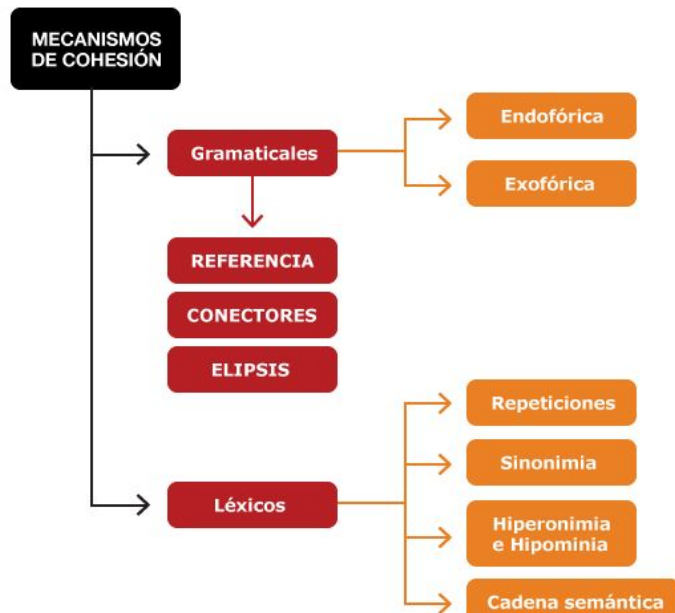 MECANISMOS
DE COHESIÓN
Gramaticales
Endofórica
Exofórica
REFERENCIA
CONECTORES
ELIPSIS
Léxicos
Repeticiones
Sinonimia
Hiperonimia
e Hipominia
Cadena semántica